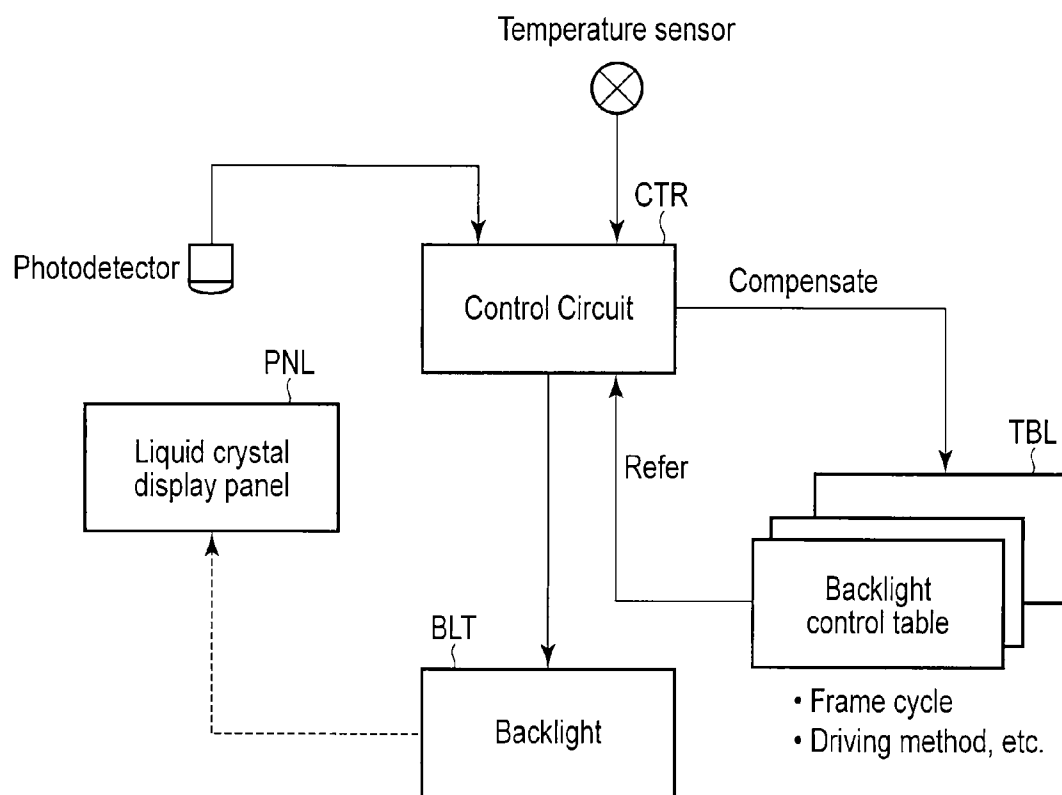 Temperature sensor
CTR
Photodetector
Control Circuit
Compensate
PNL
Liquid crystal
display panel
Refer
TBL
Backlight
control table
BLT
Backlight
• Frame cycle
• Driving method, etc.